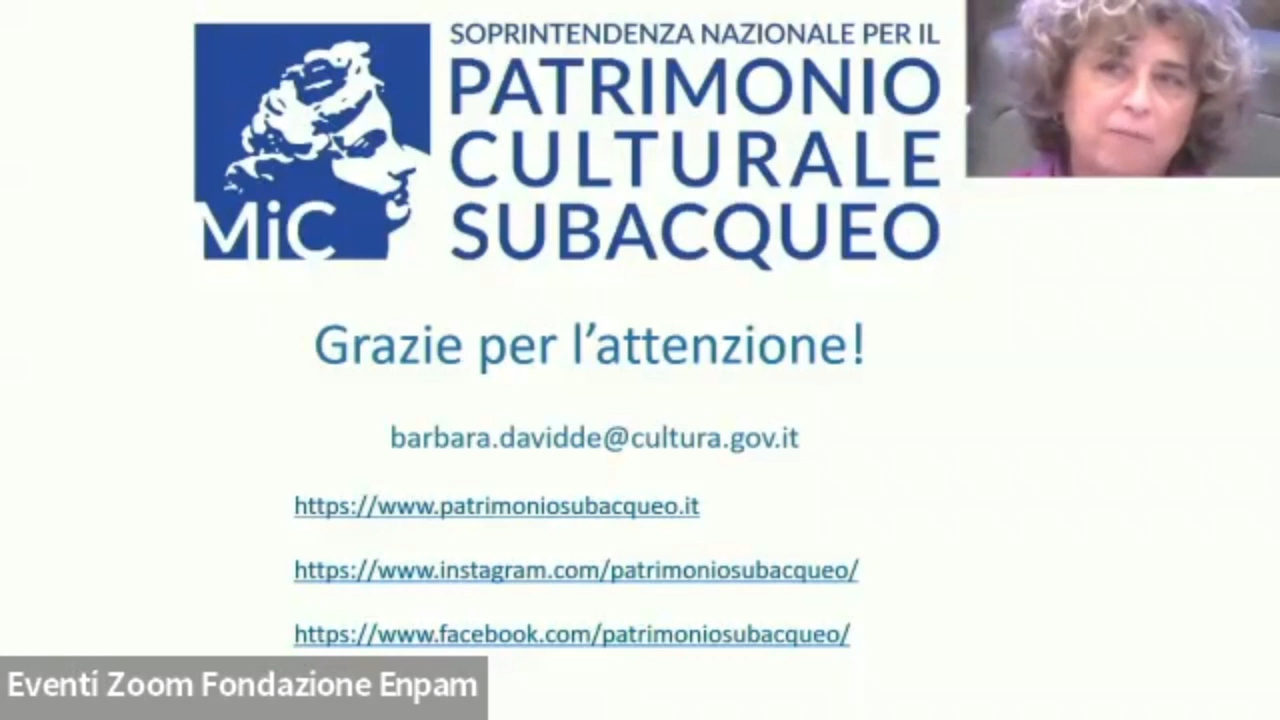 SOPRINTENDENZA NAZIONALE PER IL
PATRIMONIO
CULTURALE
SUBACQUEO
MiC
Grazie per l'attenzione!
barbara.davidde@cultura.gov.it
https://www.patrimoniosubacqueo.it
https://www.instagram.com/patrimoniosubacqueo/
https://www.facebook.com/patrimoniosubacqueo/
Eventi Zoom Fondazione Enpam